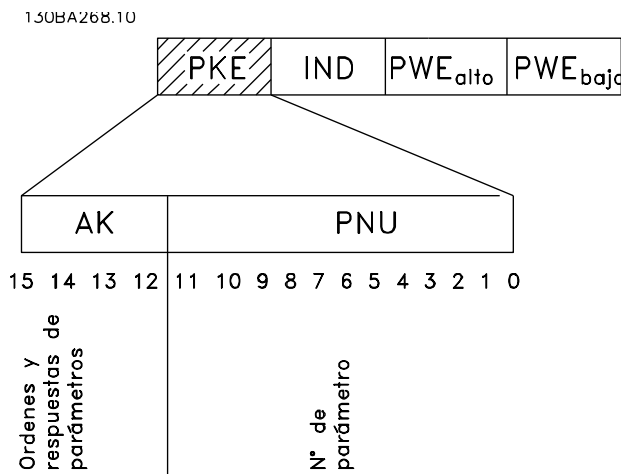 130BA268.10
PKE IND PWEalto PWEbajo
AK PNU
15 14 13 12 11 10 9 8 7 6 5 4 3 2 1 0
Ordenes y
respuestas de
parámetros
N° de
parámetro